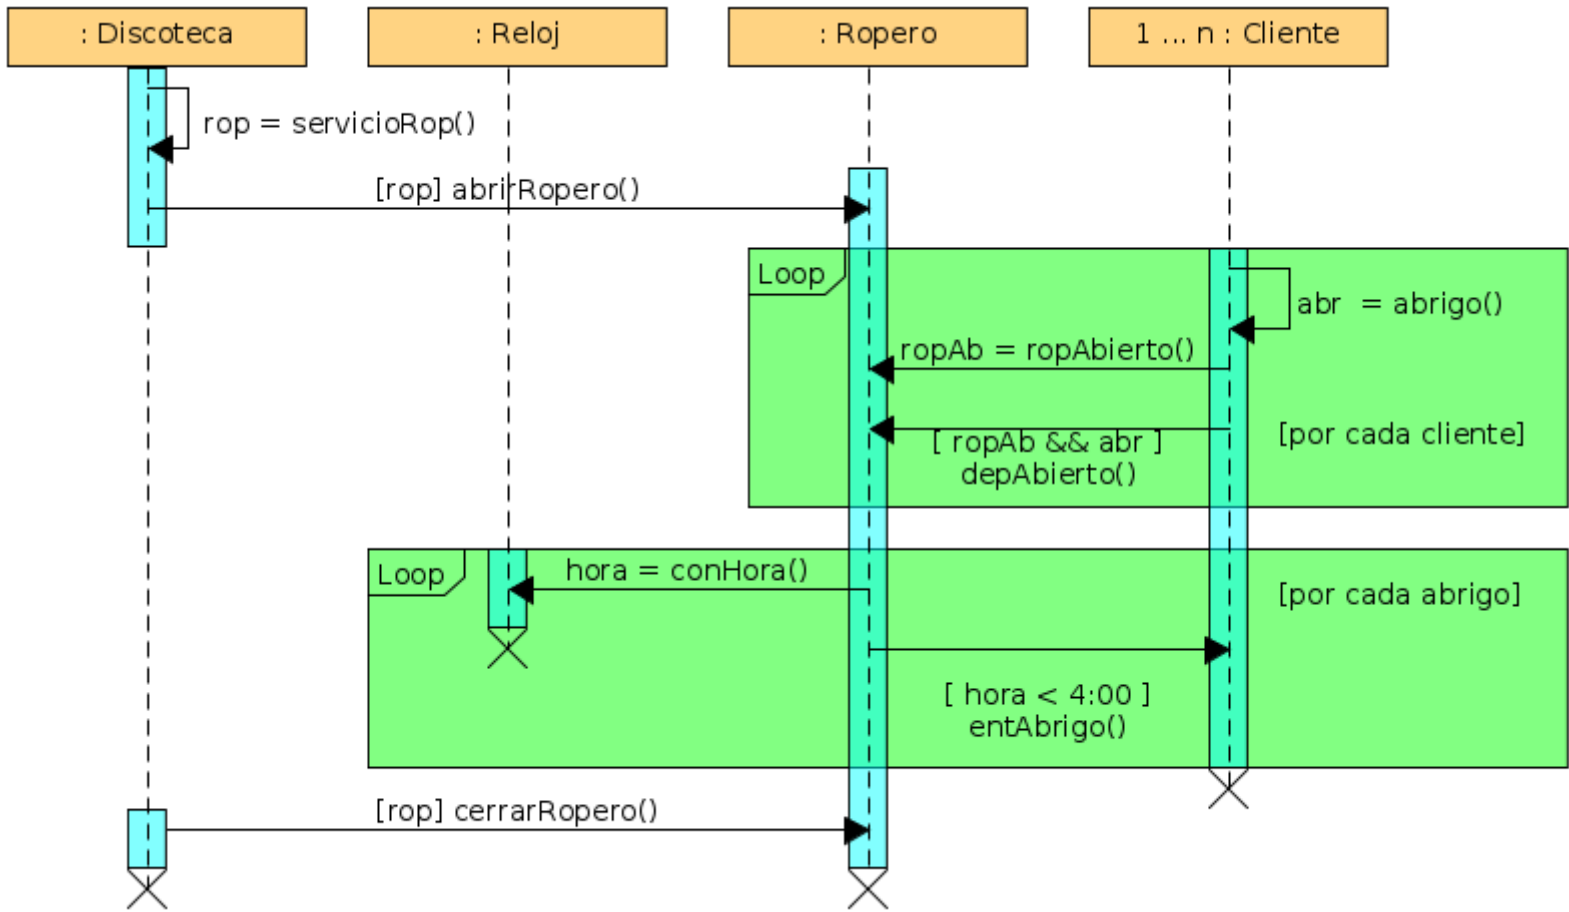 : Discoteca
: Reloj
: Ropero
1 ... n : Cliente
rop = servicioRop()
[rop] abrirRopero()
Loop
abr  = abrigo()
ropAb = ropAbierto()
[ ropAb && abr ]
depAbierto()
[por cada cliente]
Loop
hora = conHora()
[por cada abrigo]
[ hora < 4:00 ]
entAbrigo()
[rop] cerrarRopero()